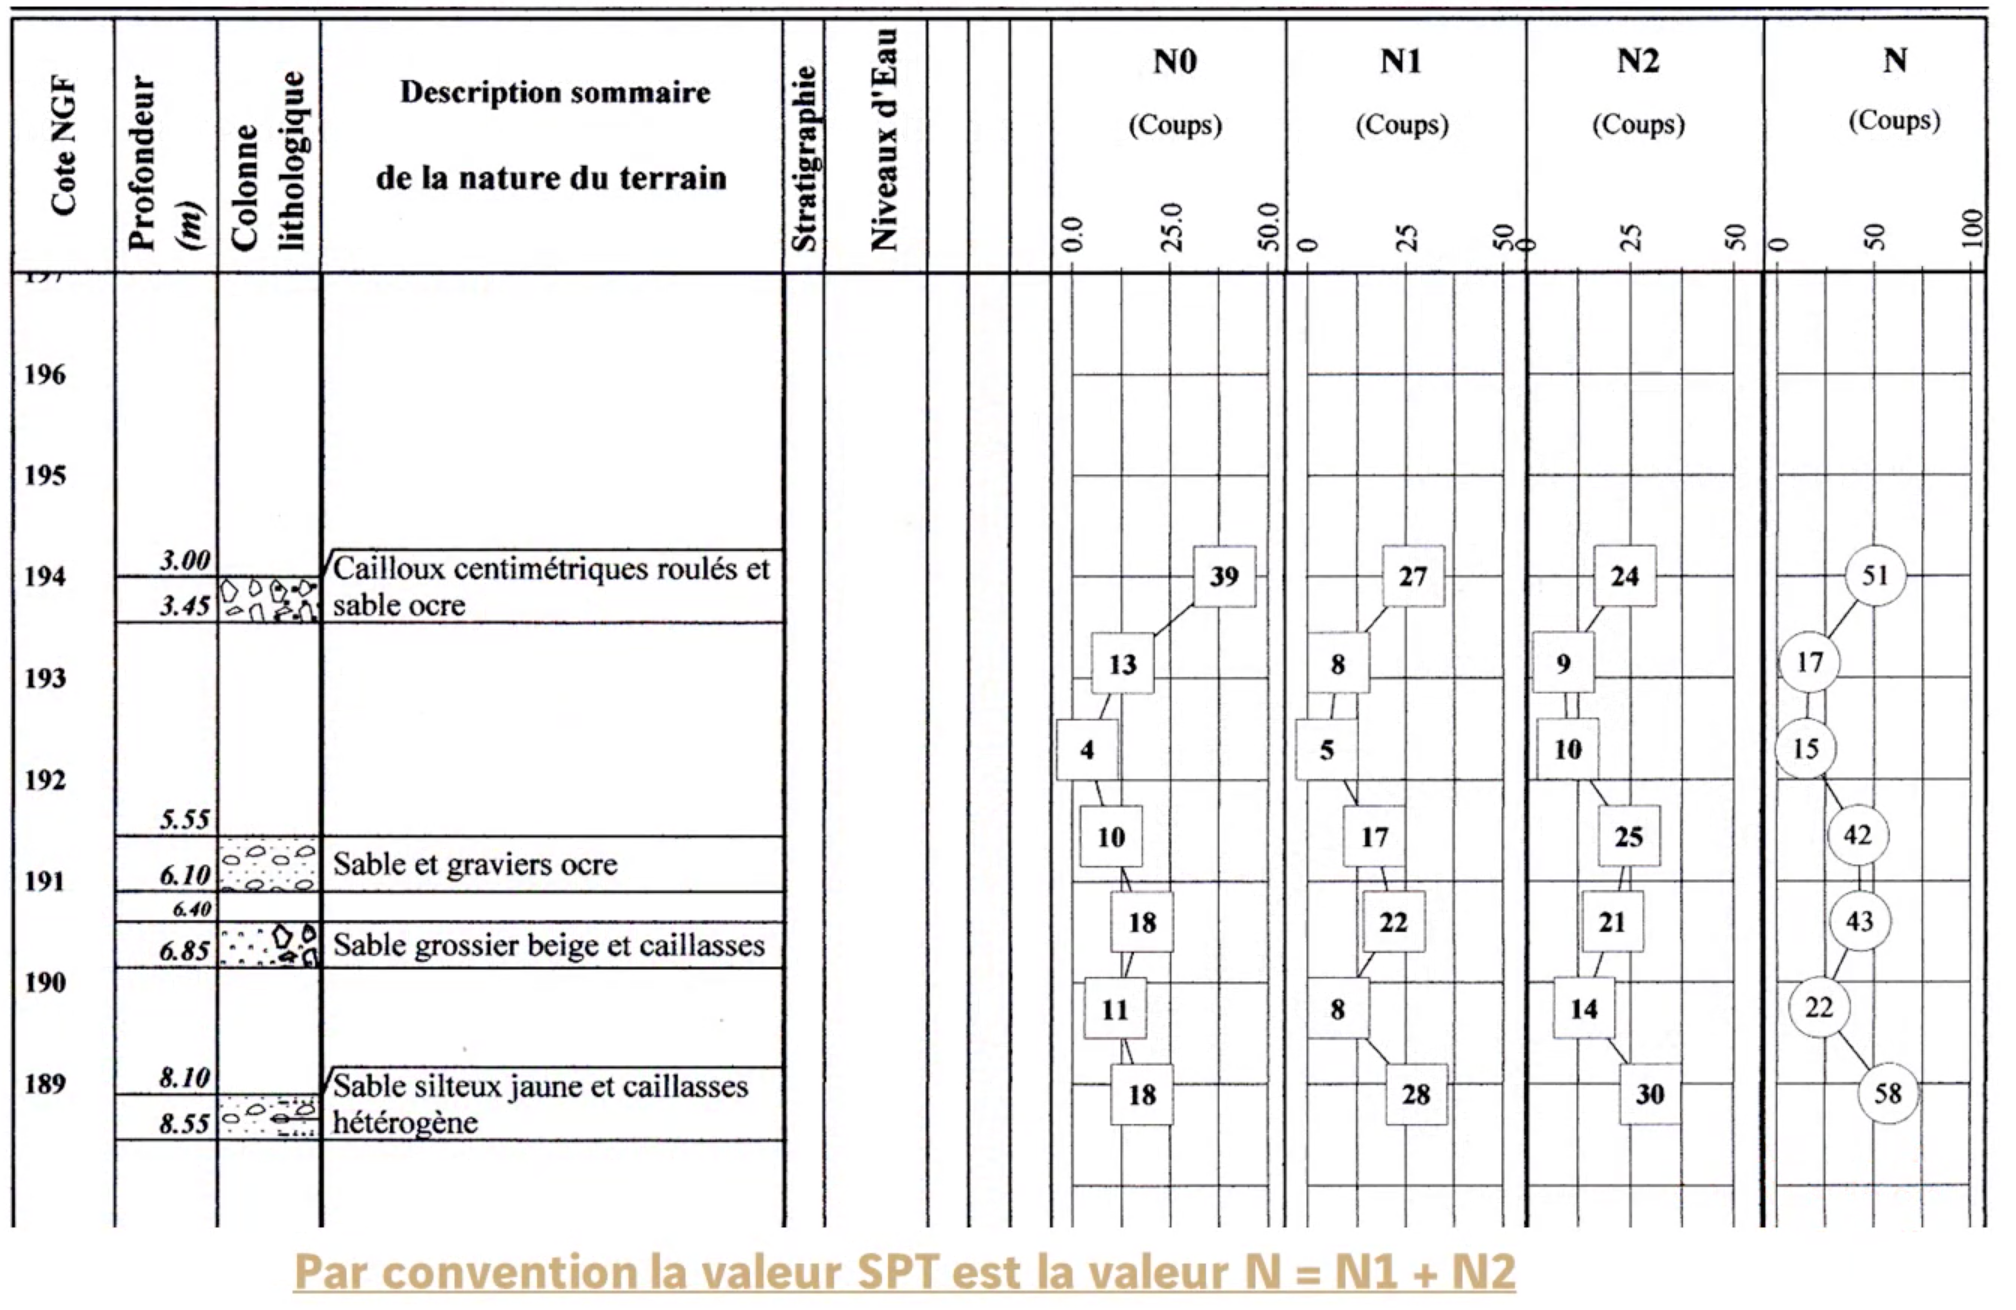 Cote NGF
Profondeur
(m)
Colonne
lithologique
Description sommaire
de la nature du terrain
Stratigraphie
Niveaux d'Eau
N0
(Coups)
0.0 25.0 50.0
N1
(Coups)
0 25 50
N2
(Coups)
0 25 50
N
(Coups)
0 50 100
197
196
195
3.00
194
3.45
Cailloux centimétriques roulés et
sable ocre
39 27 24 51
193
13 8 9 17
4 5 10 15
192
5.55
10 17 25 42
6.10
Sable et graviers ocre
191
6.40
18 22 21 43
6.85
Sable grossier beige et caillasses
190
11 8 14 22
8.10
189
8.55
Sable silteux jaune et caillasses
hétérogène
18 28 30 58
Par convention la valeur SPT est la valeur N = N1 + N2